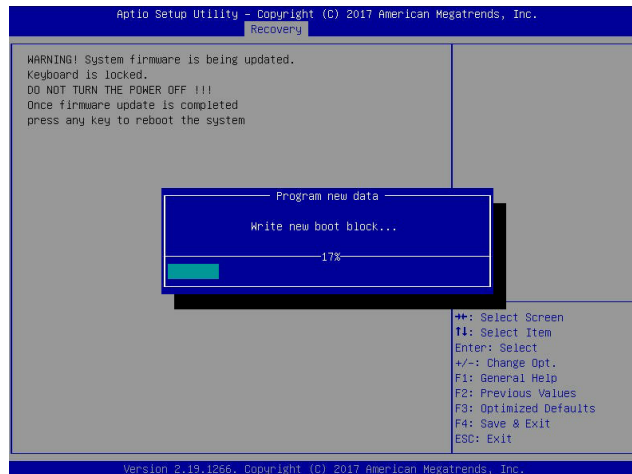 Aptio Setup Utility – Copyright (C) 2017 American Megatrends, Inc.
Recovery
WARNING! System firmware is being updated.
Keyboard is locked.
DO NOT TURN THE POWER OFF !!!
Once firmware update is completed
press any key to reboot the system
Program new data
Write new boot block...
17%
→←: Select Screen
↑↓: Select Item
Enter: Select
+/-: Change Opt.
F1: General Help
F2: Previous Values
F3: Optimized Defaults
F4: Save & Exit
ESC: Exit
Version 2.19.1266. Copyright (C) 2017 American Megatrends, Inc.